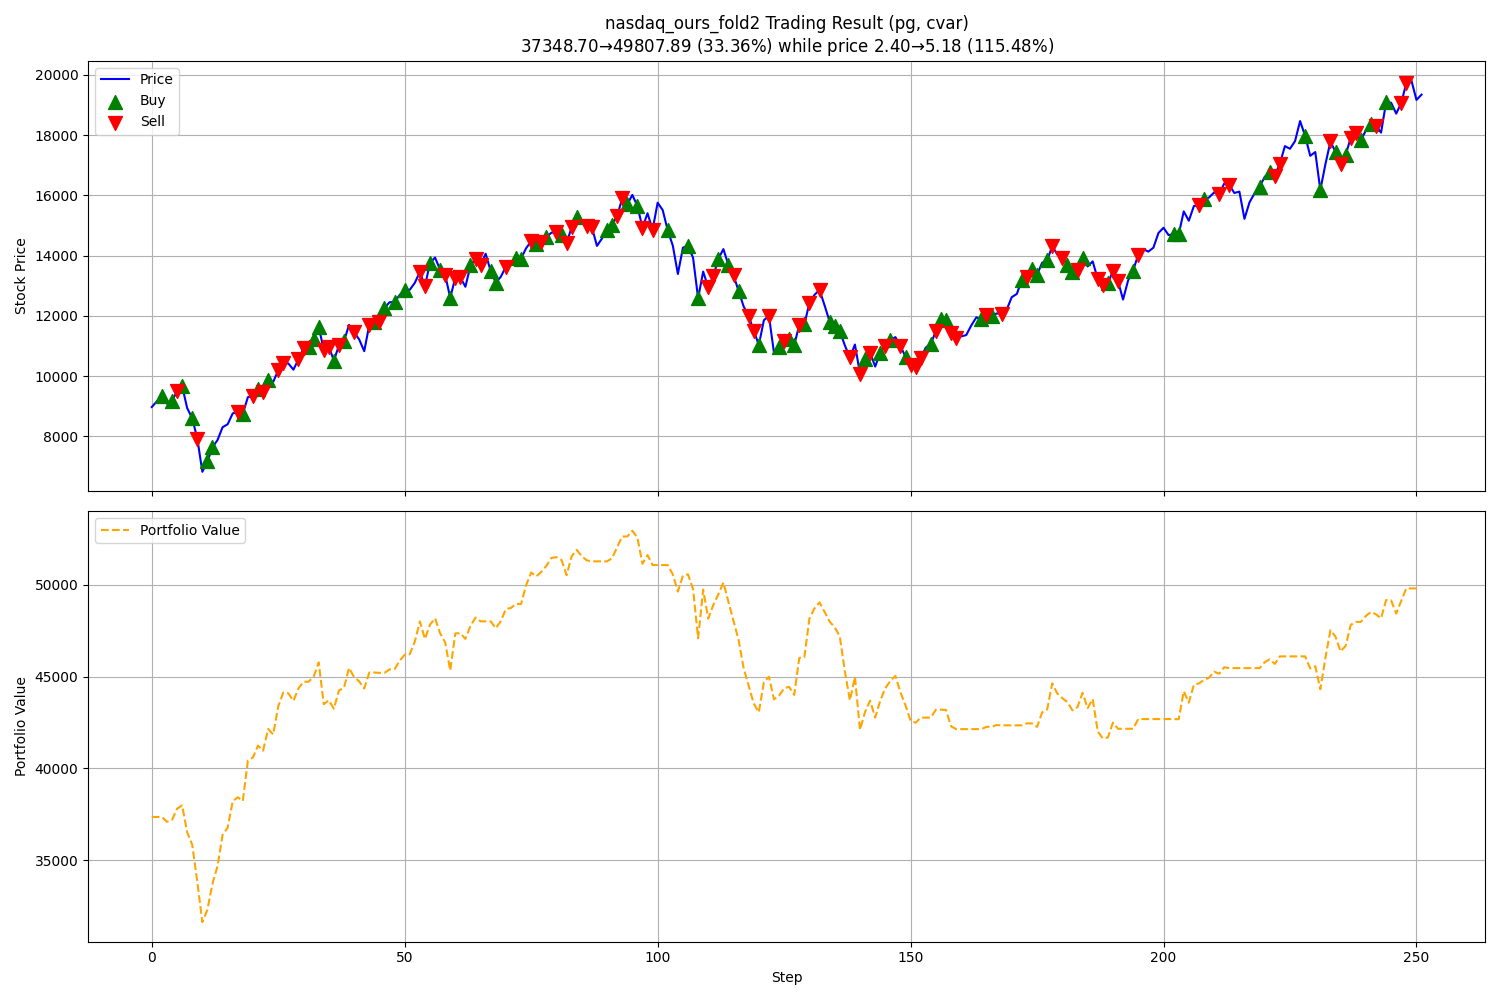 nasdaq_ours_fold2 Trading Result (pg, cvar)
37348.70→49807.89 (33.36%) while price 2.40→5.18 (115.48%)
Price
Buy
Sell
Stock Price
20000
18000
16000
14000
12000
10000
8000
Portfolio Value
Portfolio Value
50000
45000
40000
35000
0
50
100
150
200
250
Step